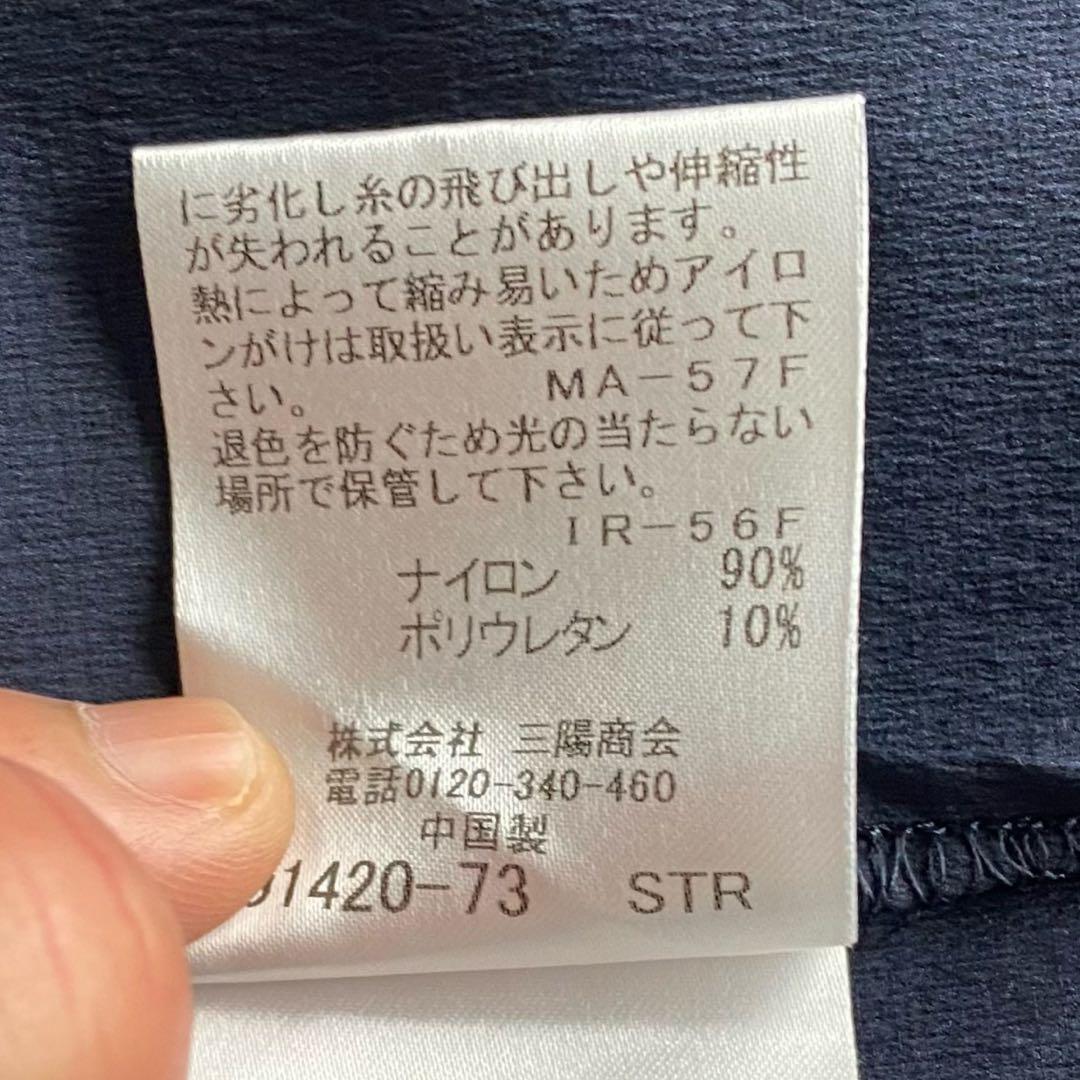 に劣化し糸の飛び出しや伸縮性
が失われることがあります。
熱によって縮み易いためアイロ
ンがけは取扱い表示に従って下
さい。 MA-57F
退色を防ぐため光の当たらない
場所で保管して下さい。
IR-56F
ナイロン 90%
ポリウレタン 10%
株式会社 三陽商会
電話0120-340-460
中国製
1420-73 STR